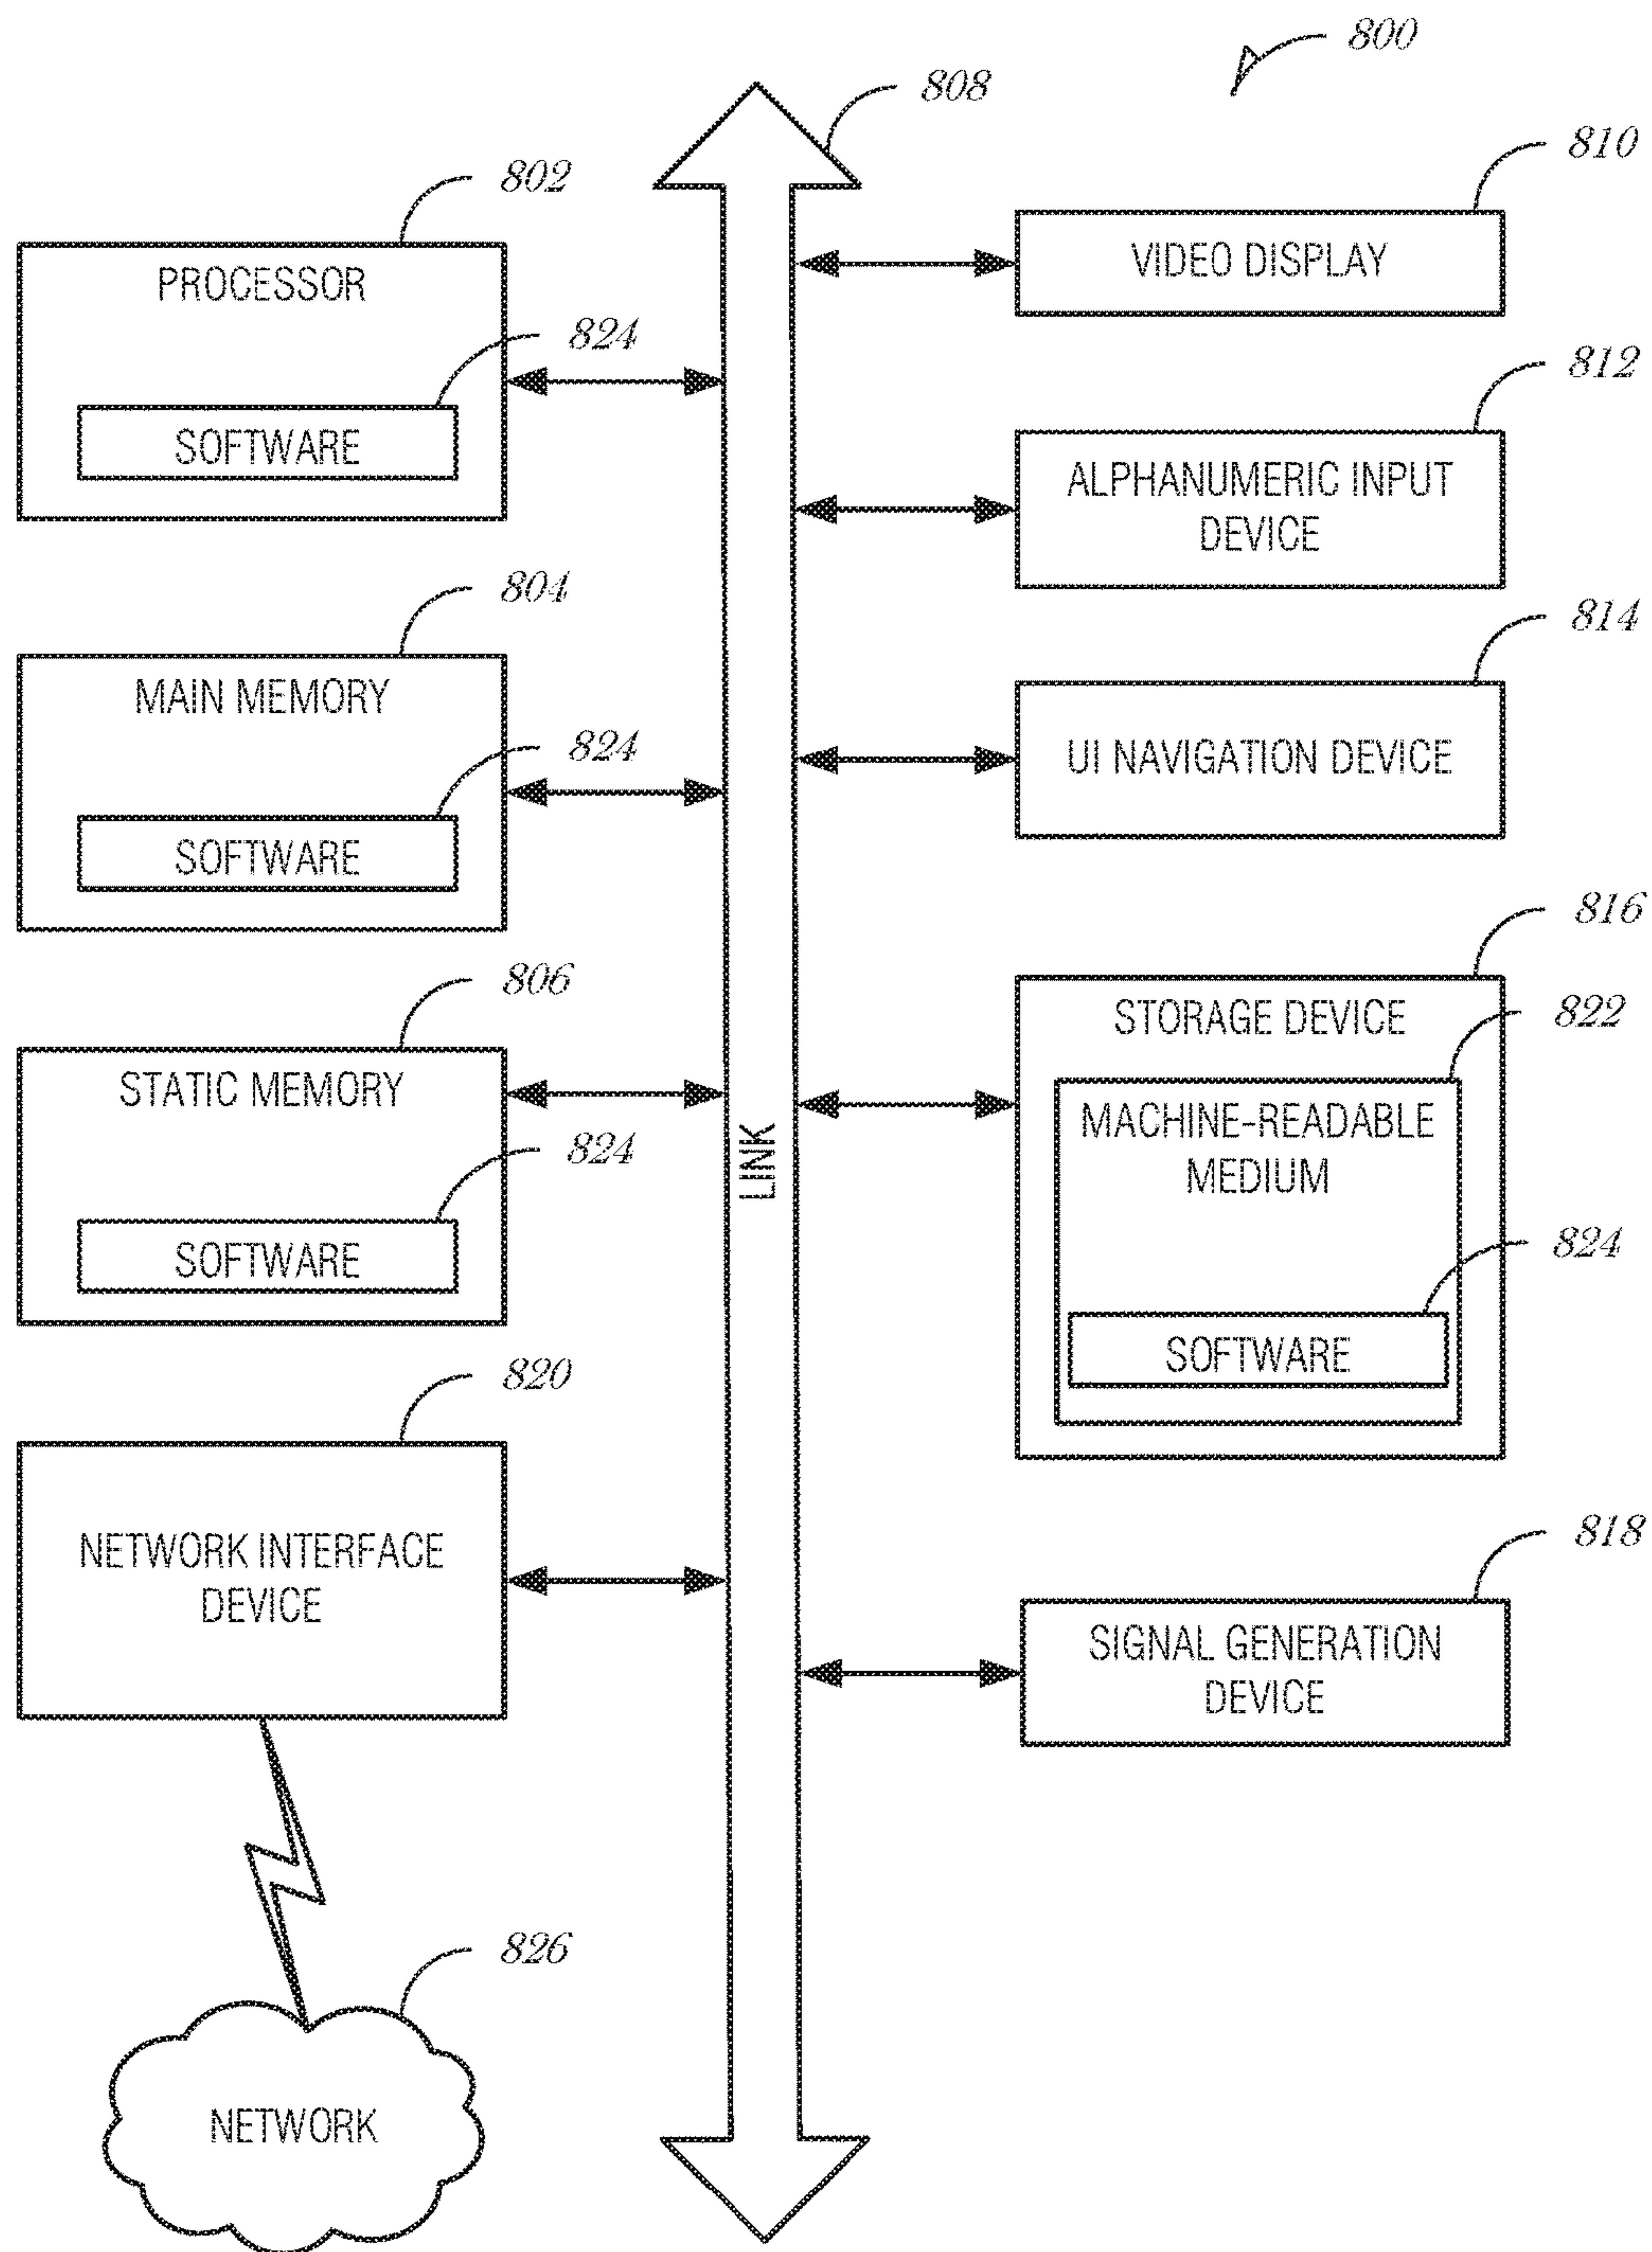 800
808
802
PROCESSOR
824
SOFTWARE
804
MAIN MEMORY
824
SOFTWARE
806
STATIC MEMORY
824
SOFTWARE
820
NETWORK INTERFACE
DEVICE
826
NETWORK
LINK
810
VIDEO DISPLAY
812
ALPHANUMERIC INPUT
DEVICE
814
UI NAVIGATION DEVICE
816
STORAGE DEVICE
822
MACHINE-READABLE
MEDIUM
824
SOFTWARE
818
SIGNAL GENERATION
DEVICE